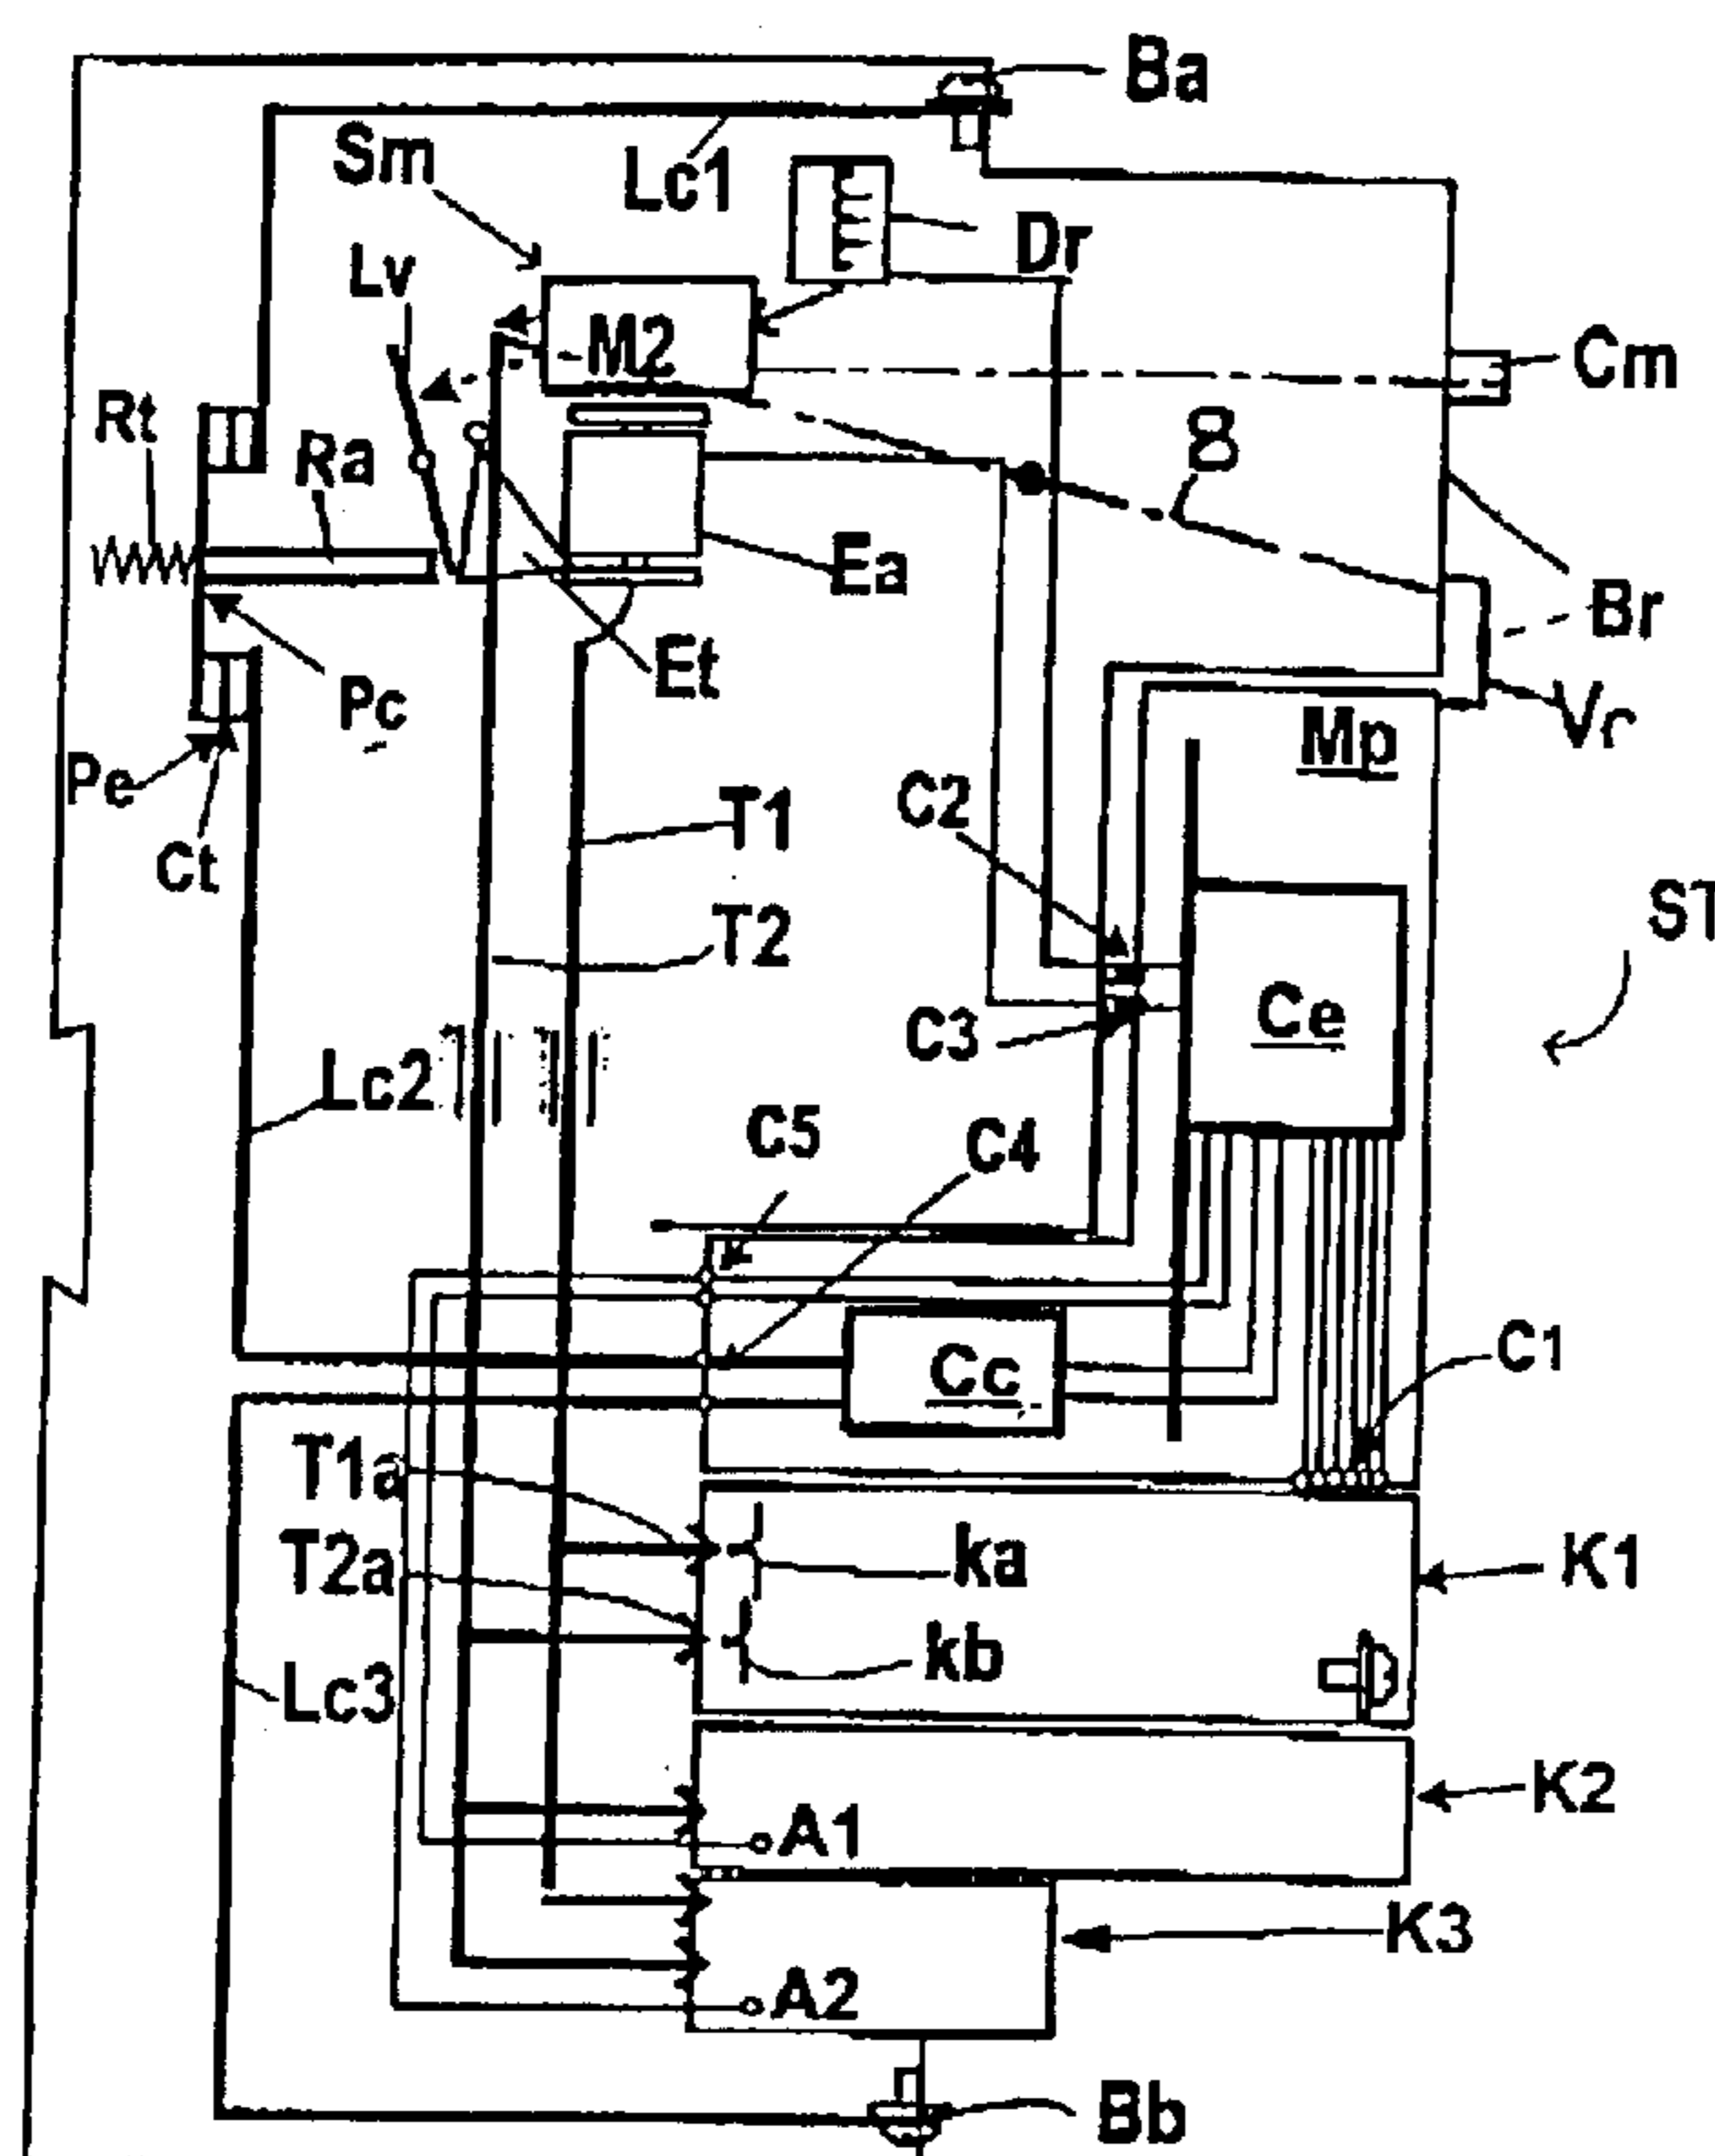 Ba
Sm
Lc1
Dr
Lv
M2
Cm
Rt
Ra
8
Ea
Br
Et
Pc
Vr
Mp
Pe
C2
T1
Ct
T2
ST
Ce
C3
Lc2
C5
C4
C1
Cc
T1a
ka
K1
T2a
kb
Lc3
K2
A1
K3
A2
Bb